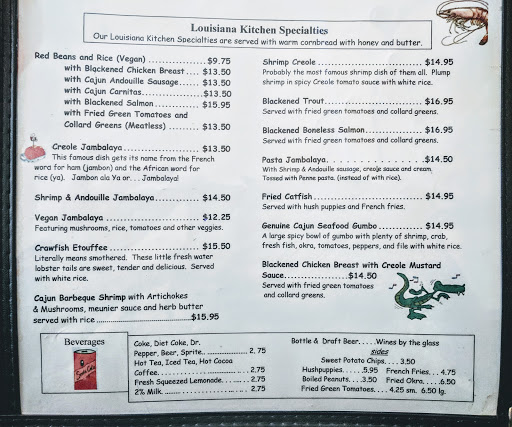 Louisiana Kitchen Specialties
Our Louisiana Kitchen Specialties are served with warm cornbread with honey and butter.
Red Beans and Rice (Vegan) ............ $9.75
with Blackened Chicken Breast .... $13.50
with Cajun Andouille Sausage...... $13.50
with Cajun Carnitas.................. $13.50
with Blackened Salmon............... $15.95
with Fried Green Tomatoes and
Collard Greens (Meatless) ........ $13.50
Creole Jambalaya.................. $13.50
This famous dish gets its name from the French
word for ham (jambon) and the African word for
rice (ya). Jambon ala Ya or. . . Jambalaya!
Shrimp & Andouille Jambalaya........... $14.50
Vegan Jambalaya ....................... $12.25
Featuring mushrooms, rice, tomatoes and other veggies.
Crawfish Etouffee ...................... $15.50
Literally means smothered. These little fresh water
lobster tails are sweet, tender and delicious. Served
with white rice.
Cajun Barbeque Shrimp with Artichokes
& Mushrooms, meunier sauce and herb butter
served with rice ..............................$15.95
Shrimp Creole ........................... $14.95
Probably the most famous shrimp dish of them all. Plump
shrimp in spicy Creole tomato sauce with white rice.
Blackened Trout......................... $16.95
Served with fried green tomatoes and collard greens.
Blackened Boneless Salmon............ $16.95
Served with fried green tomatoes and collard greens.
Pasta Jambalaya. . . . . . . . . . . .$14.50
With Shrimp & Andouille sausage, creole sauce and cream.
Tossed with Penne pasta. (instead of with rice).
Fried Catfish ........................... $14.95
Served with hush puppies and French fries.
Genuine Cajun Seafood Gumbo ........ $14.95
A large spicy bowl of gumbo with plenty of shrimp, crab,
fresh fish, okra, tomatoes, peppers, and file with white rice.
Blackened Chicken Breast with Creole Mustard
Sauce...................$14.50
Served with fried green tomatoes
and collard greens.
Beverages
Coke, Diet Coke, Dr.
Pepper, Beer, Sprite.................. 2.75
Hot Tea, Iced Tea, Hot Cocoa
Coffee............................ 2.75
Fresh Squeezed Lemonade......... 2.75
2% Milk........................... 2.75
Bottle & Draft Beer. . . . .Wines by the glass
sides
Sweet Potato Chips. . . . 3.50
Hushpuppies. . . . . .5.95 French Fries. . . 4.75
Boiled Peanuts. . . 3.50 Fried Okra. . . . .6.50
Fried Green Tomatoes. . . . 4.25 sm. 6.50 lg.